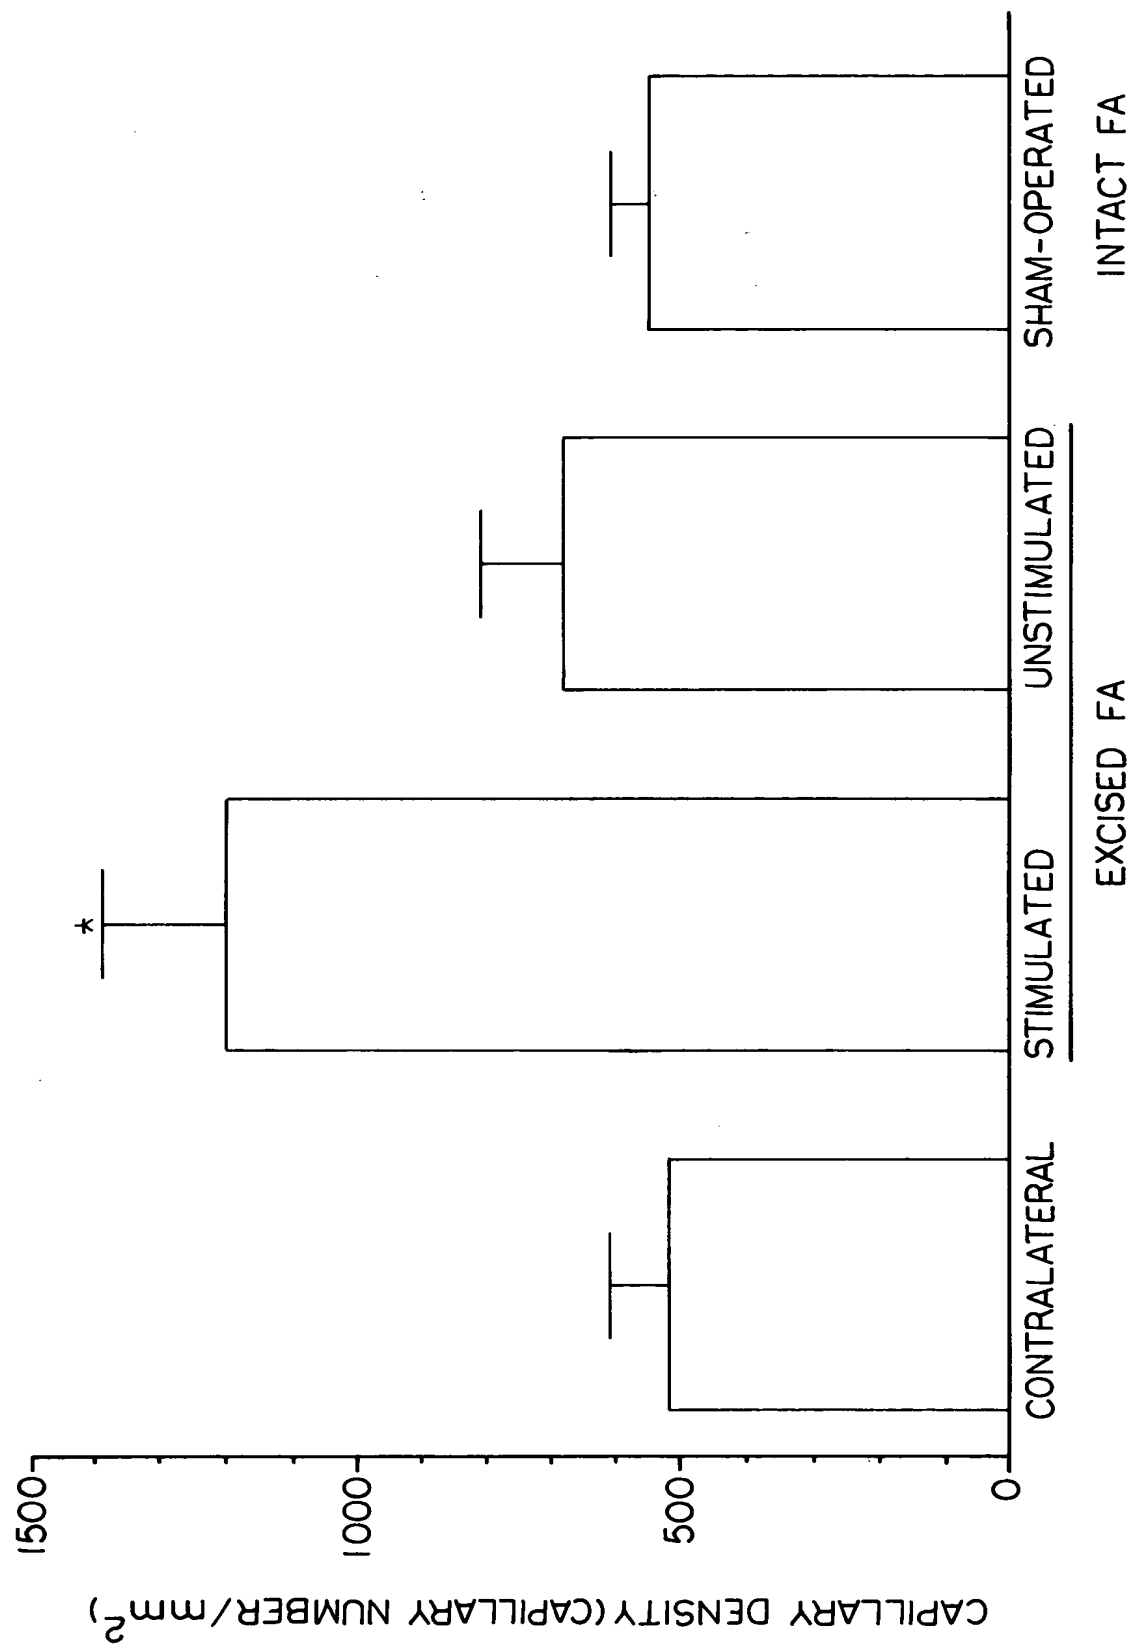 CAPILLARY DENSITY (CAPILLARY NUMBER/mm²)
1500
1000
500
0
*
CONTRALATERAL
STIMULATED
UNSTIMULATED
SHAM-OPERATED
EXCISED FA
INTACT FA